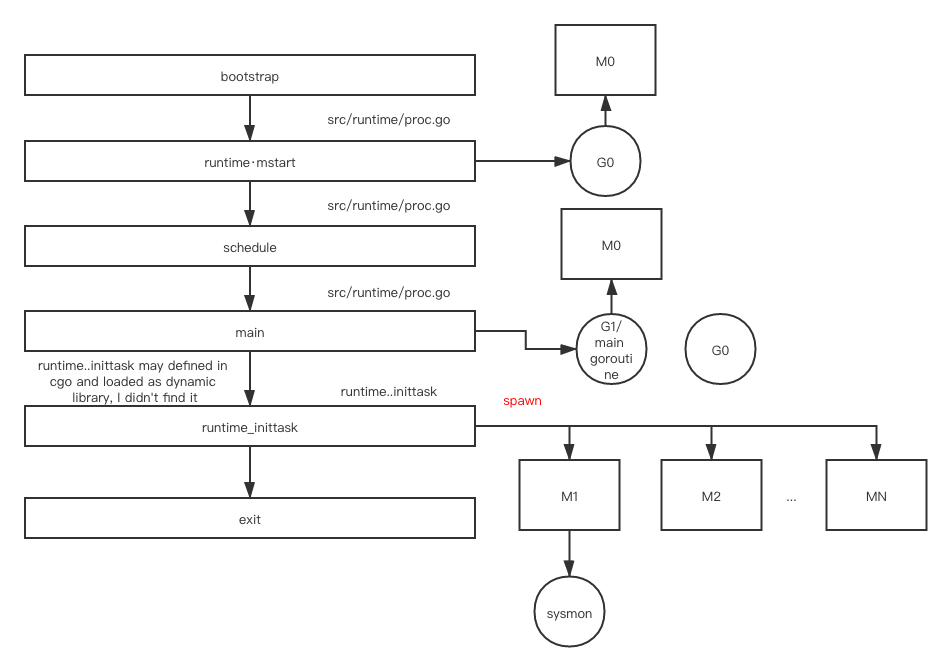 M0
bootstrap
src/runtime/proc.go
runtime·mstart
G0
src/runtime/proc.go
schedule
M0
src/runtime/proc.go
main
G1/
main
gorouti
ne
G0
runtime..inittask may defined in
cgo and loaded as dynamic
library, I didn't find it
runtime..inittask
spawn
runtime_inittask
M1
M2
...
MN
exit
sysmon